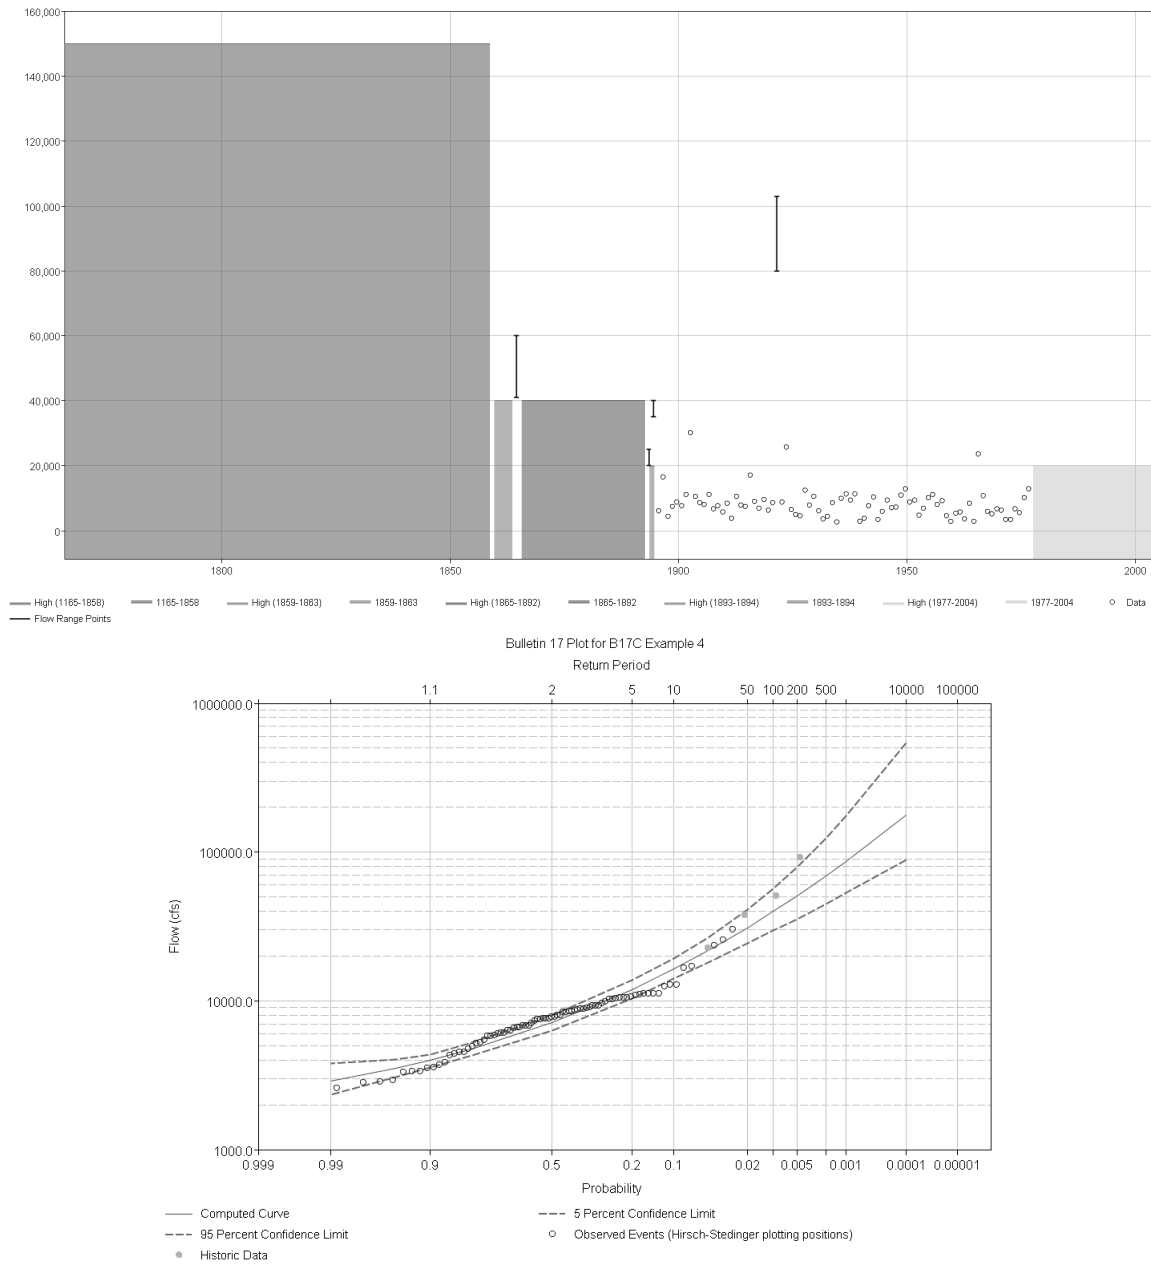 160,000
140,000
120,000
100,000
80,000
60,000
40,000
20,000
0
1800 1850 1900 1950 2000
High (1165-1858) 1165-1858 High (1859-1863) 1859-1863 High (1865-1892) 1865-1892 High (1893-1894) 1893-1894 High (1977-2004) 1977-2004 Data
Flow Range Points
Bulletin 17 Plot for B17C Example 4
Return Period
1.1 2 5 10 50 100 200 500 10000 100000
1000000.0
100000.0
Flow (cfs)
10000.0
1000.0
0.999 0.99 0.9 0.5 0.2 0.1 0.02 0.005 0.001 0.0001 0.00001
Probability
Computed Curve 5 Percent Confidence Limit
95 Percent Confidence Limit Observed Events (Hirsch-Stedinger plotting positions)
Historic Data